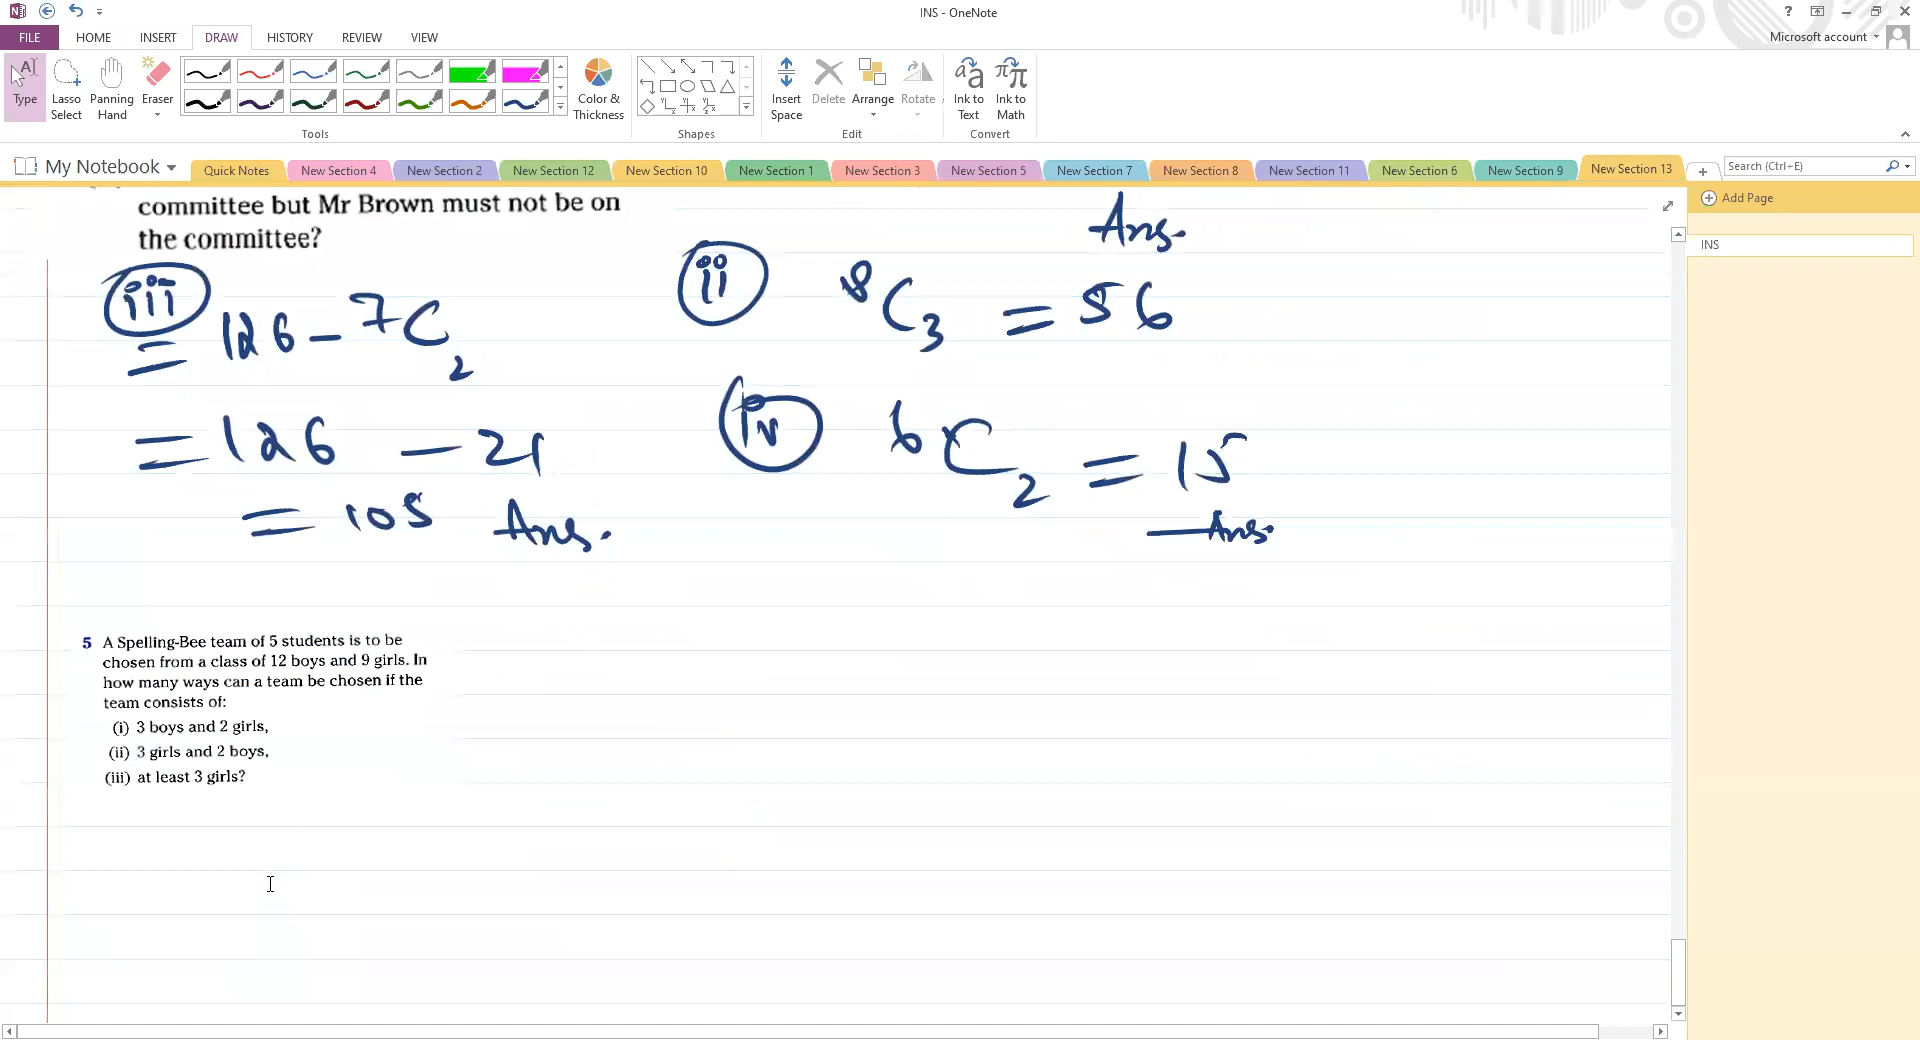 INS - OneNote
FILE HOME INSERT DRAW HISTORY REVIEW VIEW
Microsoft account
Type
Lasso Select
Panning Hand
Eraser
Color & Thickness
Insert Space
Delete
Arrange
Rotate
Ink to Text
Ink to Math
Tools
Shapes
Edit
Convert
My Notebook
Quick Notes New Section 4 New Section 2 New Section 12 New Section 10 New Section 1 New Section 3 New Section 5 New Section 7 New Section 8 New Section 11 New Section 6 New Section 9 New Section 13
Search (Ctrl+E)
Add Page
INS
committee but Mr Brown must not be on
the committee?
Ans.
iii
= 126 - ⁷C₂
= 126 - 21
= 105 Ans.
ii ⁸C₃ = 56
iv ⁶C₂ = 15
Ans.
5 A Spelling-Bee team of 5 students is to be
chosen from a class of 12 boys and 9 girls. In
how many ways can a team be chosen if the
team consists of:
(i) 3 boys and 2 girls,
(ii) 3 girls and 2 boys,
(iii) at least 3 girls?